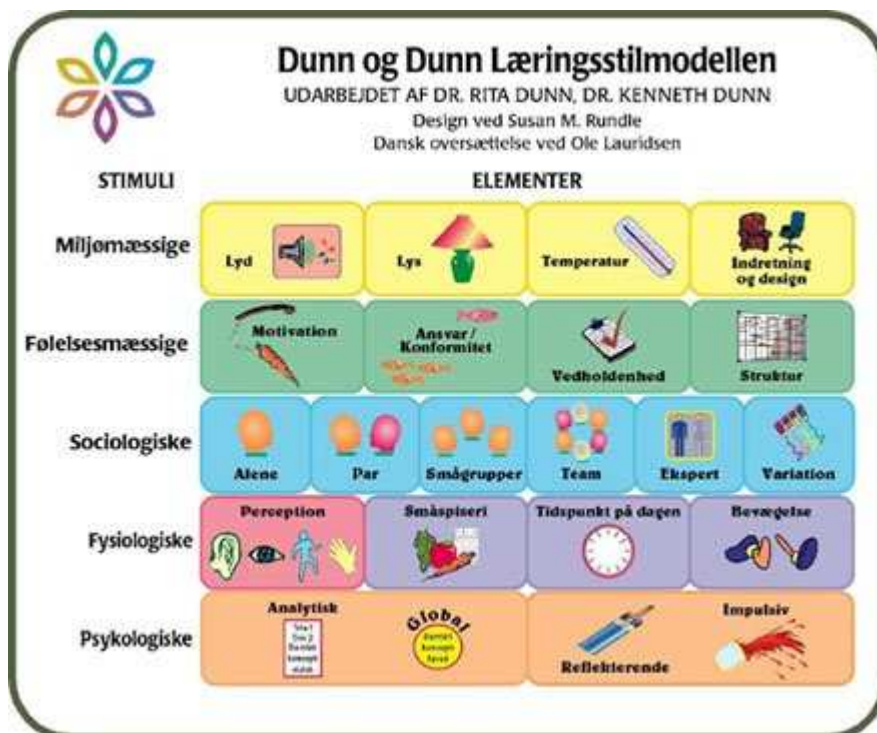 Dunn og Dunn Læringsstilmodellen
UDARBEJDET AF DR. RITA DUNN, DR. KENNETH DUNN
Design ved Susan M. Rundle
Dansk oversættelse ved Ole Lauridsen
STIMULI
ELEMENTER
Miljømæssige
Lyd
Lys
Temperatur
Indretning
og design
Følelsesmæssige
Motivation
Ansvar/
Konformitet
Vedholdenhed
Struktur
Sociologiske
Alene
Par
Smågrupper
Team
Ekspert
Variation
Fysiologiske
Perception
Småspiseri
Tidspunkt på dagen
Bevægelse
Psykologiske
Analytisk
Global
Reflekterende
Impulsiv